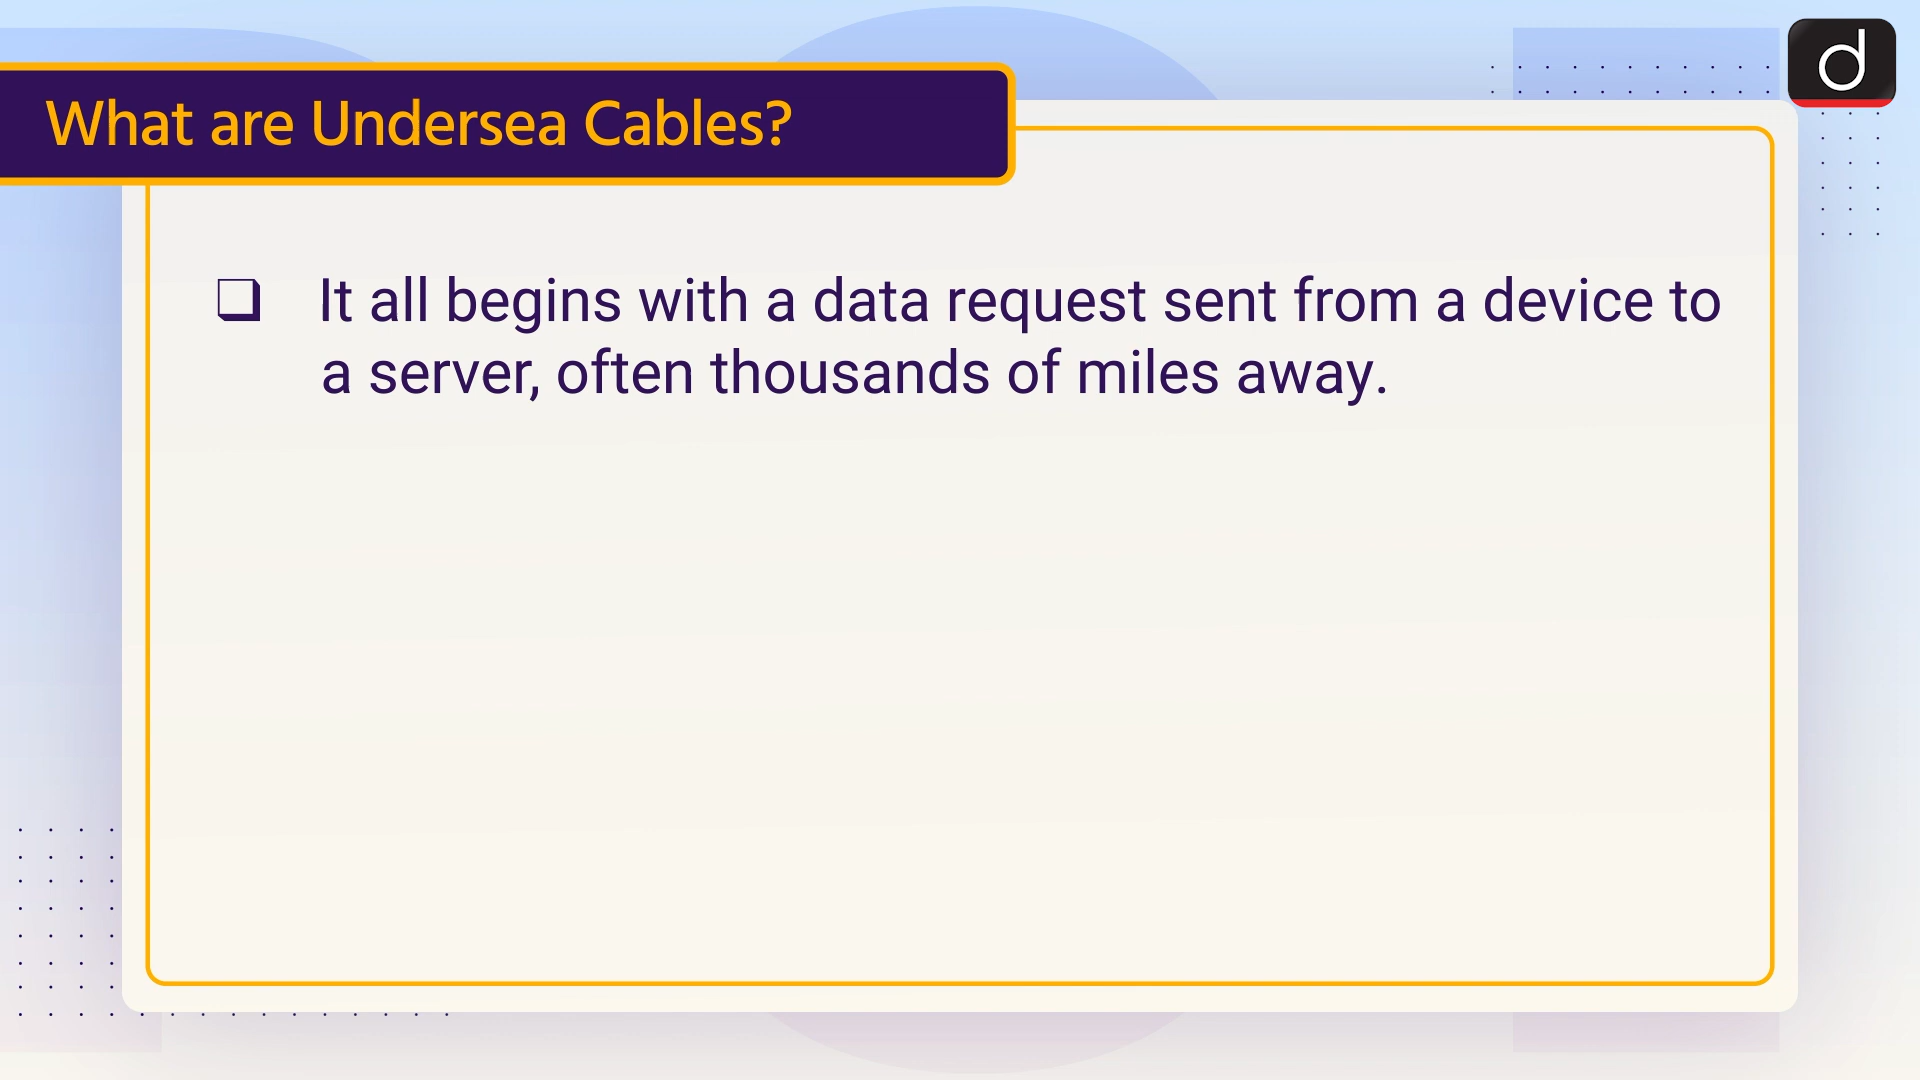 What are Undersea Cables?
d
❑ It all begins with a data request sent from a device to
a server, often thousands of miles away.